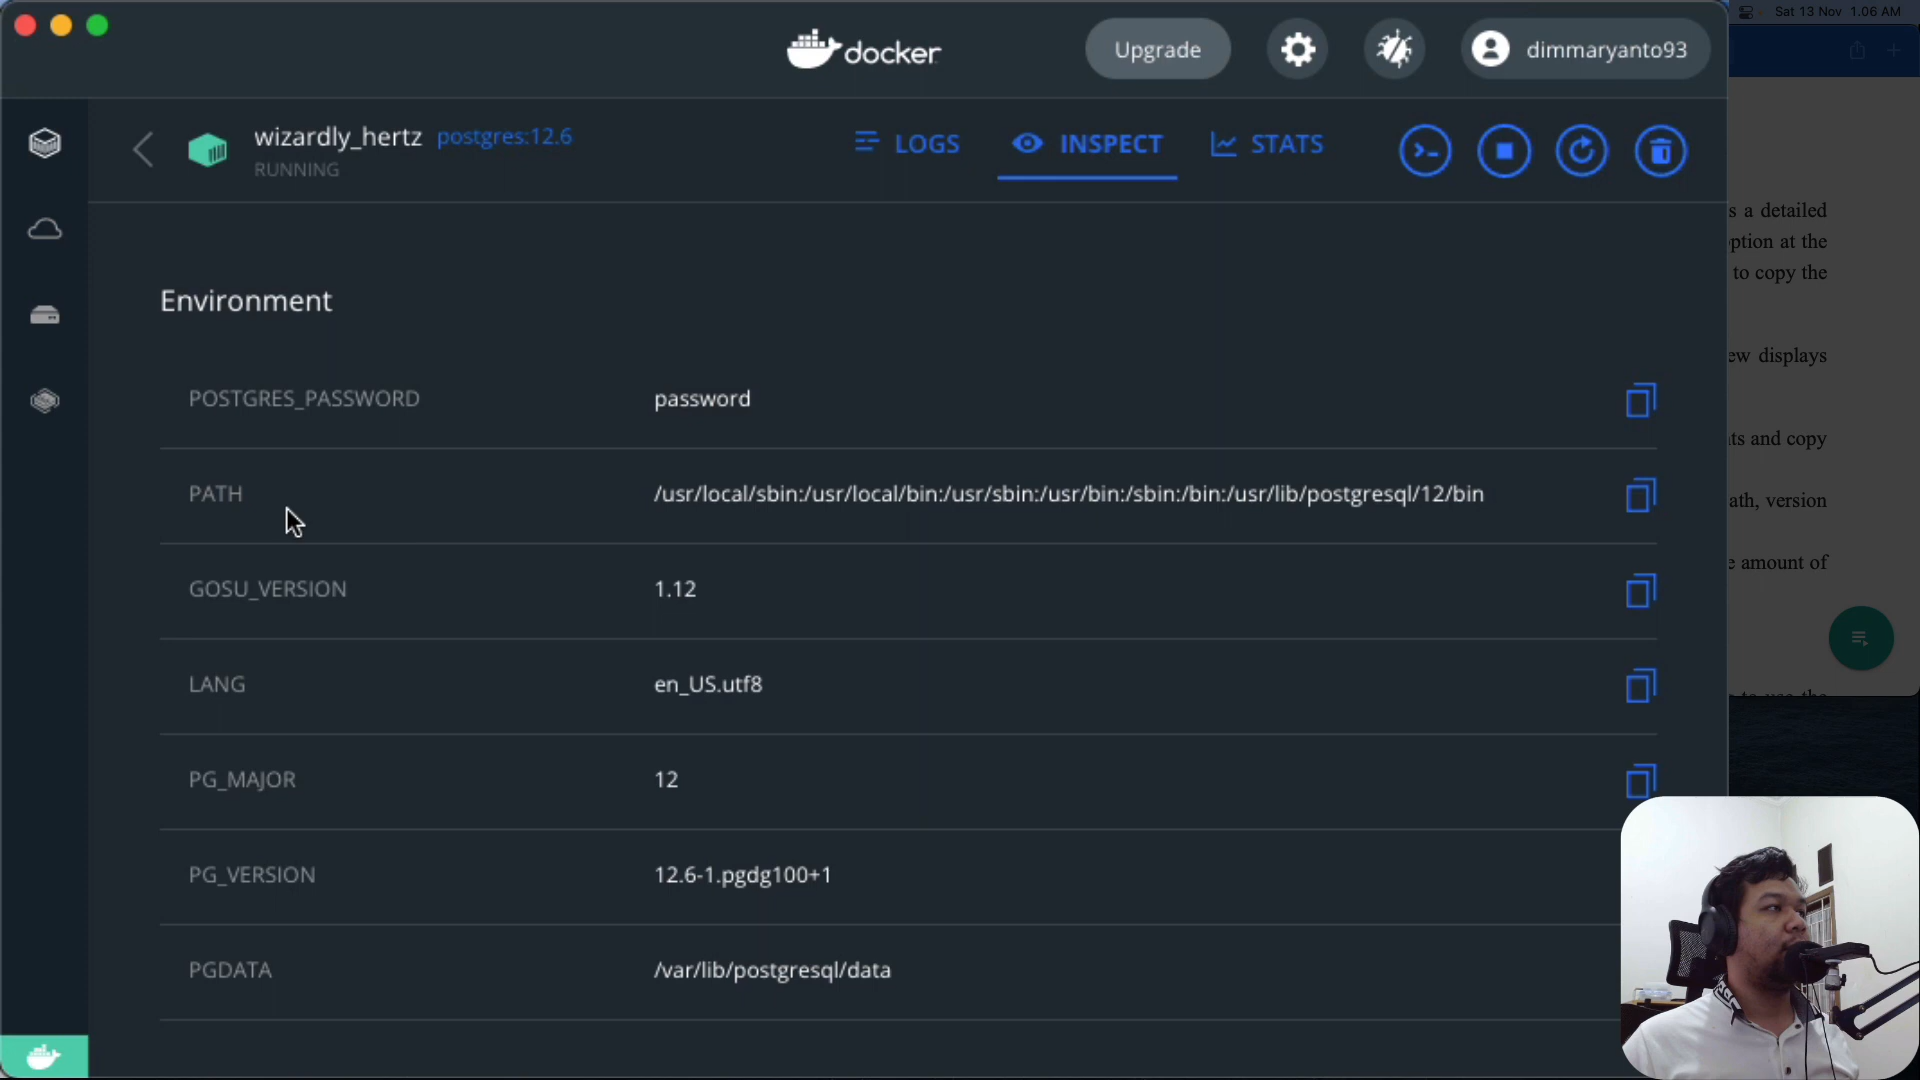 Sat 13 Nov 1.06 AM
docker
Upgrade
dimmaryanto93
wizardly_hertz postgres:12.6
RUNNING
LOGS
INSPECT
STATS
Environment
POSTGRES_PASSWORD password
PATH /usr/local/sbin:/usr/local/bin:/usr/sbin:/usr/bin:/sbin:/bin:/usr/lib/postgresql/12/bin
GOSU_VERSION 1.12
LANG en_US.utf8
PG_MAJOR 12
PG_VERSION 12.6-1.pgdg100+1
PGDATA /var/lib/postgresql/data
s a detailed
ption at the
to copy the
ew displays
ts and copy
ath, version
e amount of